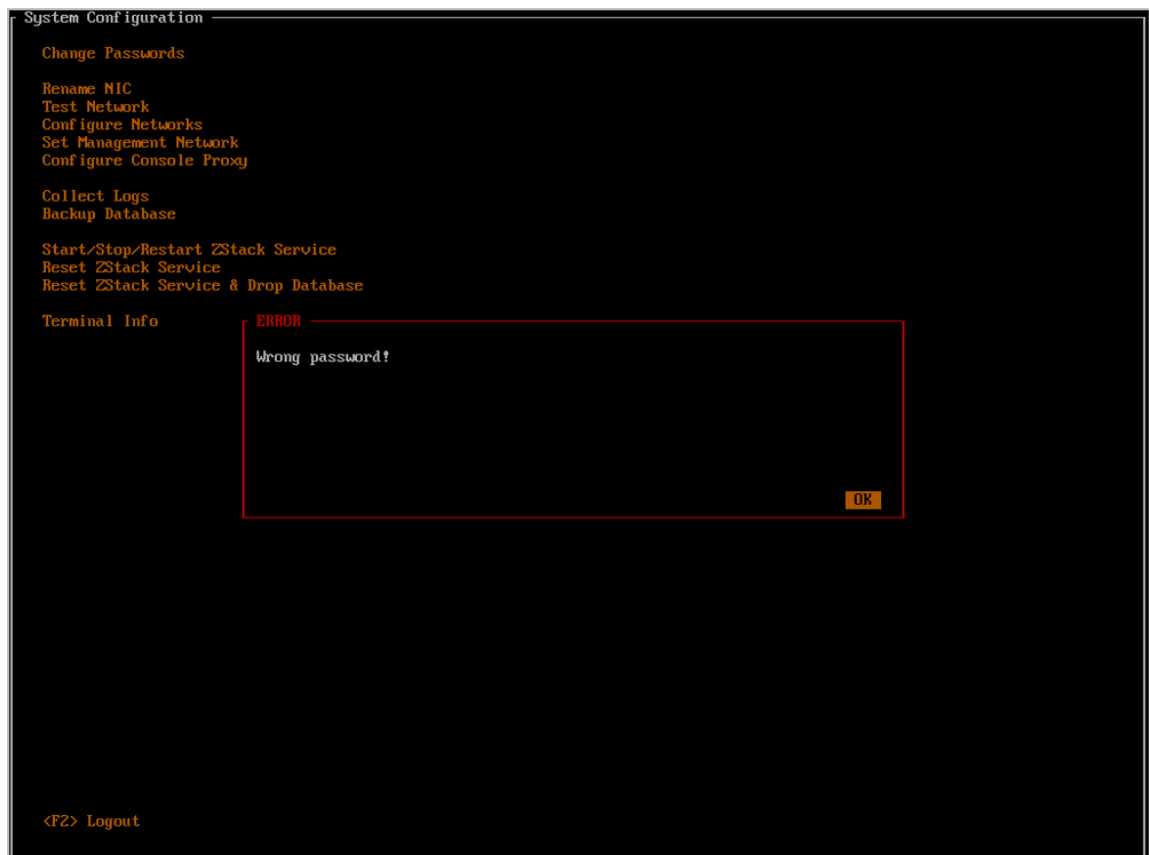 System Configuration
Change Passwords
Rename NIC
Test Network
Configure Networks
Set Management Network
Configure Console Proxy
Collect Logs
Backup Database
Start/Stop/Restart ZStack Service
Reset ZStack Service
Reset ZStack Service & Drop Database
Terminal Info
ERROR
Wrong password!
OK
<F2> Logout